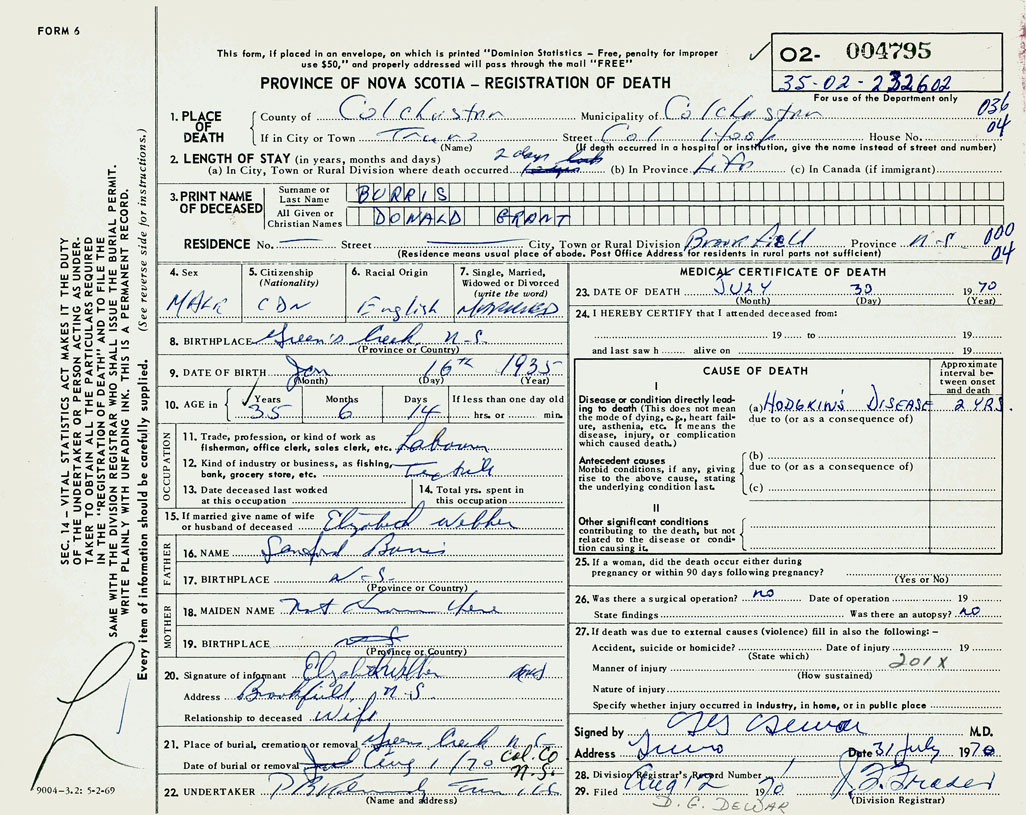 FORM 6
This form, if placed in an envelope, on which is printed "Dominion Statistics – Free, penalty for improper
use $50," and properly addressed will pass through the mail "FREE"
O2- 004795
35-02-232602
For use of the Department only
PROVINCE OF NOVA SCOTIA – REGISTRATION OF DEATH
036
04
1. PLACE OF DEATH
County of Colchester Municipality of Colchester
If in City or Town Truro Street Col Hosp House No.
(Name) (If death occurred in a hospital or institution, give the name instead of street and number)
2. LENGTH OF STAY (in years, months and days) 2 days
(a) In City, Town or Rural Division where death occurred (b) In Province Life (c) In Canada (if immigrant)
3. PRINT NAME OF DECEASED
Surname or Last Name BURRIS
All Given or Christian Names DONALD GRANT
RESIDENCE No. Street City, Town or Rural Division Brookfield Province N-S 000
04
(Residence means usual place of abode. Post Office Address for residents in rural parts not sufficient)
4. Sex MALE
5. Citizenship (Nationality) CDN
6. Racial Origin English
7. Single, Married, Widowed or Divorced (write the word)
8. BIRTHPLACE Green's Creek N-S.
(Province or Country)
9. DATE OF BIRTH Jan 16th 1935
(Month) (Day) (Year)
10. AGE in Years 35 Months 6 Days 14 If less than one day old
hrs. or min.
OCCUPATION
11. Trade, profession, or kind of work as
fisherman, office clerk, sales clerk, etc. Labourer
12. Kind of industry or business, as fishing,
bank, grocery store, etc. Textile
13. Date deceased last worked
at this occupation
14. Total yrs. spent in
this occupation
15. If married give name of wife
or husband of deceased Elizabeth Webber
FATHER
16. NAME Sanford Burris
17. BIRTHPLACE N-S.
(Province or Country)
MOTHER
18. MAIDEN NAME Not Known Here
19. BIRTHPLACE
(Province or Country)
20. Signature of informant
Address Brookfield, N-S
Relationship to deceased Wife
21. Place of burial, cremation or removal Greens Creek N.S.
Col. Co
N.S.
Date of burial or removal Aug 1/70
22. UNDERTAKER
(Name and address)
MEDICAL CERTIFICATE OF DEATH
23. DATE OF DEATH JULY 30 1970
(Month) (Day) (Year)
24. I HEREBY CERTIFY that I attended deceased from:
19 to 19
and last saw h alive on 19
CAUSE OF DEATH
Approximate interval between onset and death
I
Disease or condition directly leading to death (This does not mean
the mode of dying, e.g., heart failure, asthenia, etc. It means the
disease, injury, or complication
which caused death.)
(a) HODGKIN'S DISEASE 2 YRS.
due to (or as a consequence of)
Antecedent causes
Morbid conditions, if any, giving
rise to the above cause, stating
the underlying condition last.
(b)
due to (or as a consequence of)
(c)
II
Other significant conditions
contributing to the death, but not
related to the disease or condition causing it.
25. If a woman, did the death occur either during
pregnancy or within 90 days following pregnancy?
(Yes or No)
26. Was there a surgical operation? no Date of operation 19
State findings Was there an autopsy? NO
27. If death was due to external causes (violence) fill in also the following: –
Accident, suicide or homicide? Date of injury 19
(State which) 201X
Manner of injury
(How sustained)
Nature of injury
Specify whether injury occurred in Industry, in home, or in public place
Signed by Dewar M.D.
Address Truro Date 31 July 1970
28. Division Registrar's Record Number
29. Filed Aug 12 1970 Fraser
D. G. DEWAR (Division Registrar)
SEC. 14 – VITAL STATISTICS ACT MAKES IT THE DUTY
OF THE UNDERTAKER OR PERSON ACTING AS UNDER-
TAKER TO OBTAIN ALL THE PARTICULARS REQUIRED
IN THE "REGISTRATION OF DEATH" AND TO FILE THE
SAME WITH THE DIVISION REGISTRAR WHO SHALL ISSUE THE BURIAL PERMIT.
WRITE PLAINLY WITH UNFADING INK. THIS IS A PERMANENT RECORD.
Every item of information should be carefully supplied. (See reverse side for instructions.)
9004-3.2: 5-2-69